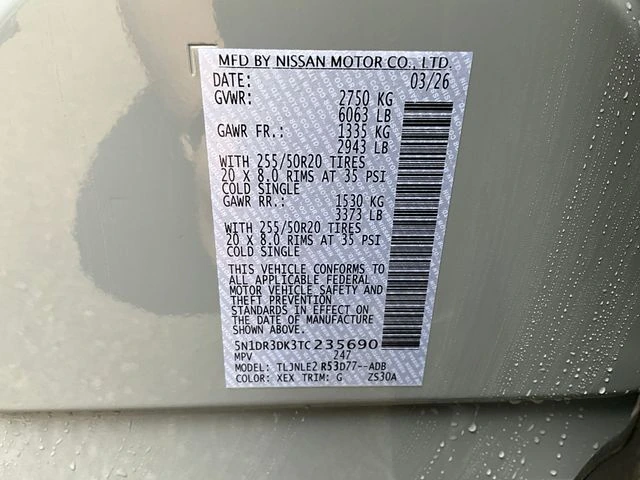 MFD BY NISSAN MOTOR CO., LTD.
DATE: 03/26
GVWR: 2750 KG
6063 LB
GAWR FR.: 1335 KG
2943 LB
WITH 255/50R20 TIRES
20 X 8.0 RIMS AT 35 PSI
COLD SINGLE
GAWR RR.: 1530 KG
3373 LB
WITH 255/50R20 TIRES
20 X 8.0 RIMS AT 35 PSI
COLD SINGLE
THIS VEHICLE CONFORMS TO
ALL APPLICABLE FEDERAL
MOTOR VEHICLE SAFETY AND
THEFT PREVENTION
STANDARDS IN EFFECT ON
THE DATE OF MANUFACTURE
SHOWN ABOVE.
5N1DR3DK3TC235690
MPV 247
MODEL: TLJNLE2 R53D77--ADB
COLOR: XEX TRIM: G ZS30A